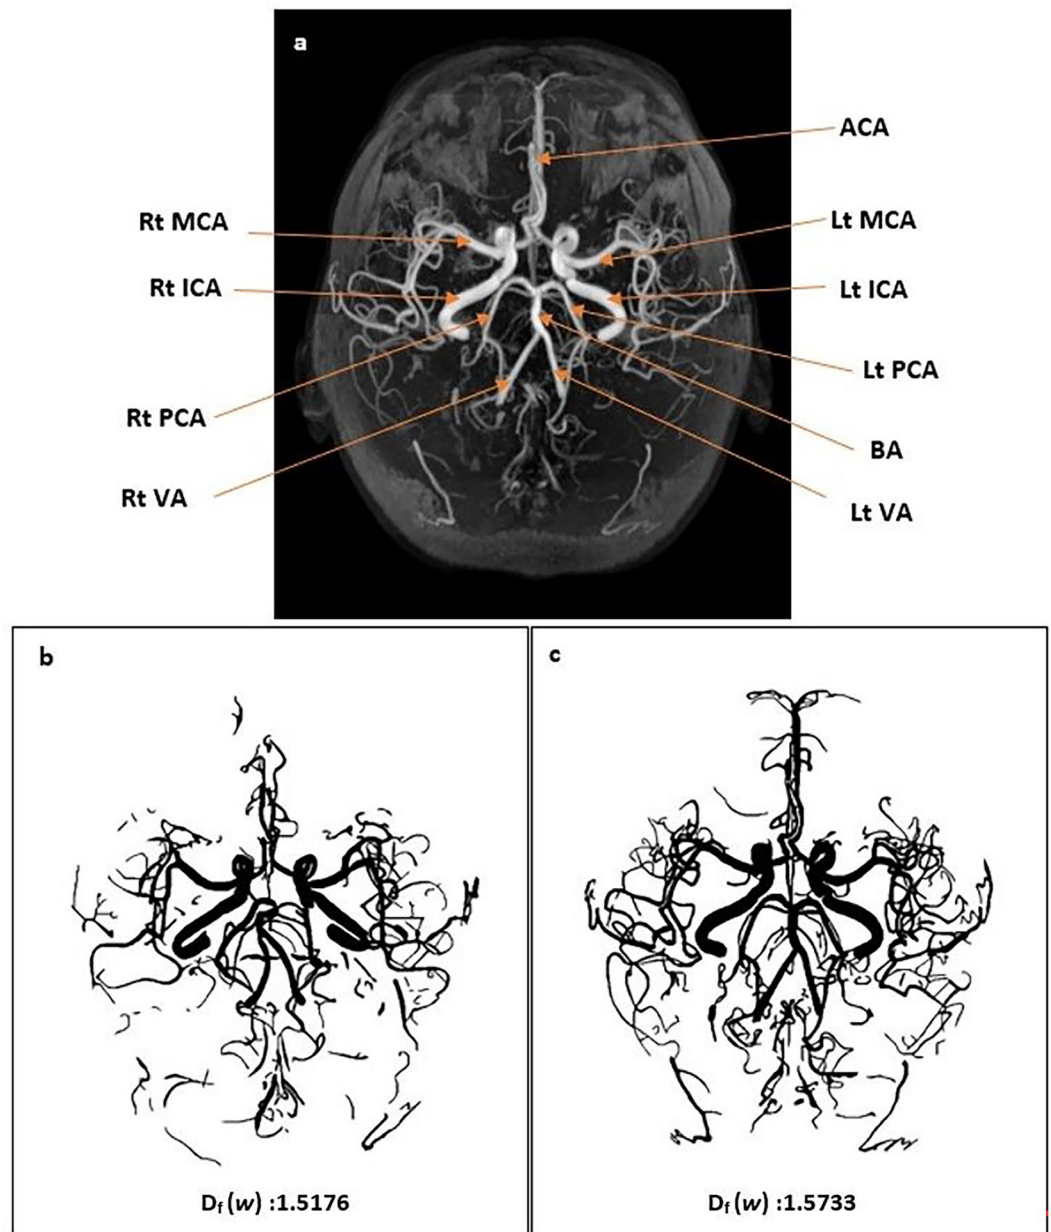 a
ACA
Rt MCA
Lt MCA
Rt ICA
Lt ICA
Lt PCA
Rt PCA
BA
Rt VA
Lt VA
b
c
Df (w) :1.5176
Df (w) :1.5733